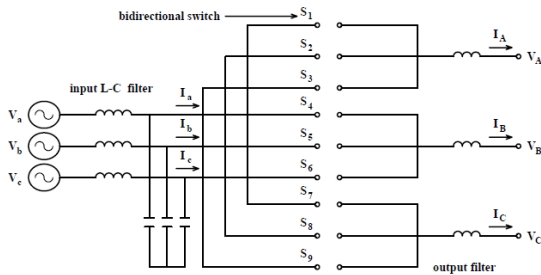 bidirectional switch
S1
S2
S3
S4
S5
S6
S7
S8
S9
input L-C filter
Va
Vb
Vc
Ia
Ib
Ic
IA
VA
IB
VB
IC
VC
output filter